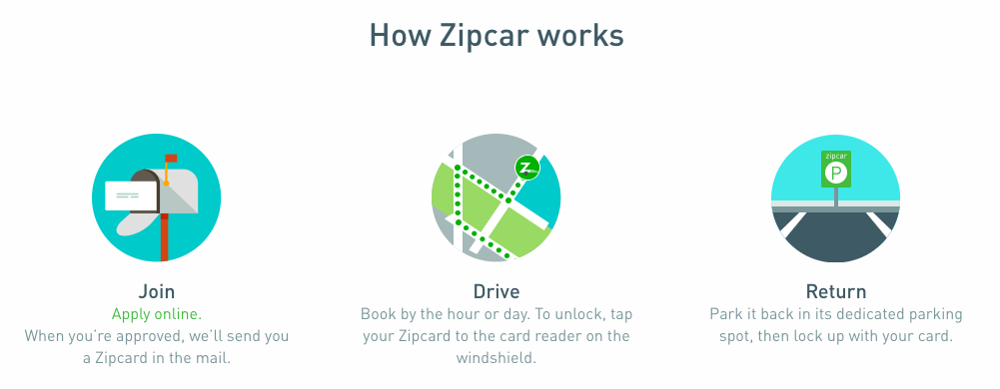 How Zipcar works
zipcar
P
Join
Apply online.
When you’re approved, we’ll send you
a Zipcard in the mail.
Drive
Book by the hour or day. To unlock, tap
your Zipcard to the card reader on the
windshield.
Return
Park it back in its dedicated parking
spot, then lock up with your card.